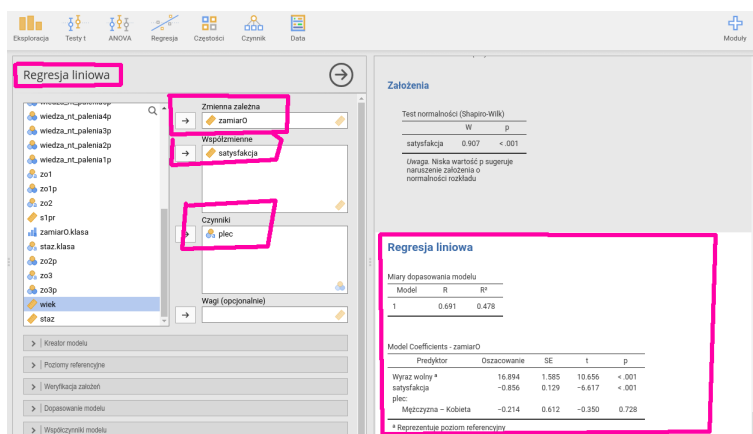 Eksploracja Testy t ANOVA Regresja Częstości Czynnik Data Moduły
Regresja liniowa
wiedza_nt_palenia4p
wiedza_nt_palenia3p
wiedza_nt_palenia2p
wiedza_nt_palenia1p
zo1
zo1p
zo2
s1pr
zamiarO.klasa
staz.klasa
zo2p
zo3
zo3p
wiek
staz
Zmienna zależna
zamiarO
Współzmienne
satysfakcja
Czynniki
plec
Wagi (opcjonalnie)
> | Kreator modelu
> | Poziomy referencyjne
> | Weryfikacja założeń
> | Dopasowanie modelu
> | Współczynniki modelu
Założenia
Test normalności (Shapiro-Wilk)
W p
satysfakcja 0.907 < .001
Uwaga. Niska wartość p sugeruje
naruszenie założenia o
normalności rozkładu
Regresja liniowa
Miary dopasowania modelu
Model R R²
1 0.691 0.478
Model Coefficients - zamiarO
Predyktor Oszacowanie SE t p
Wyraz wolny ᵃ 16.894 1.585 10.656 < .001
satysfakcja −0.856 0.129 −6.617 < .001
plec:
Mężczyzna – Kobieta −0.214 0.612 −0.350 0.728
ᵃ Reprezentuje poziom referencyjny